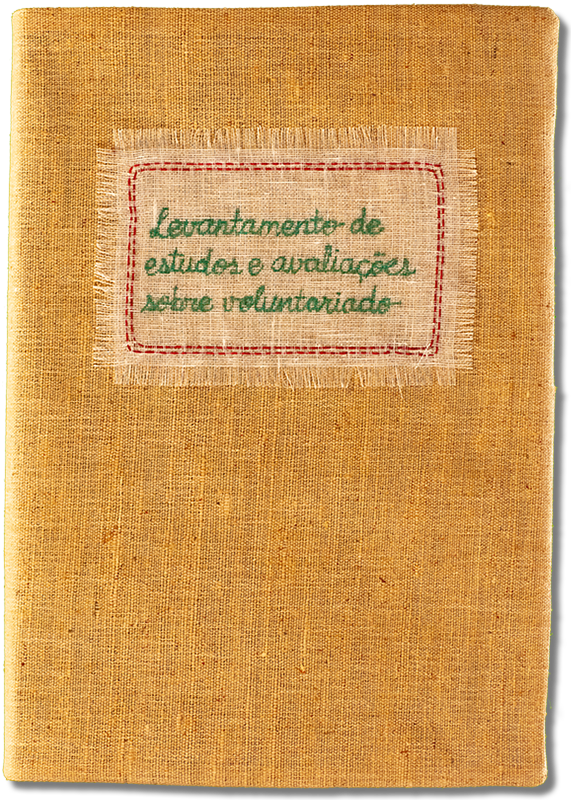 Levantamento de
estudos e avaliações
sobre voluntariado